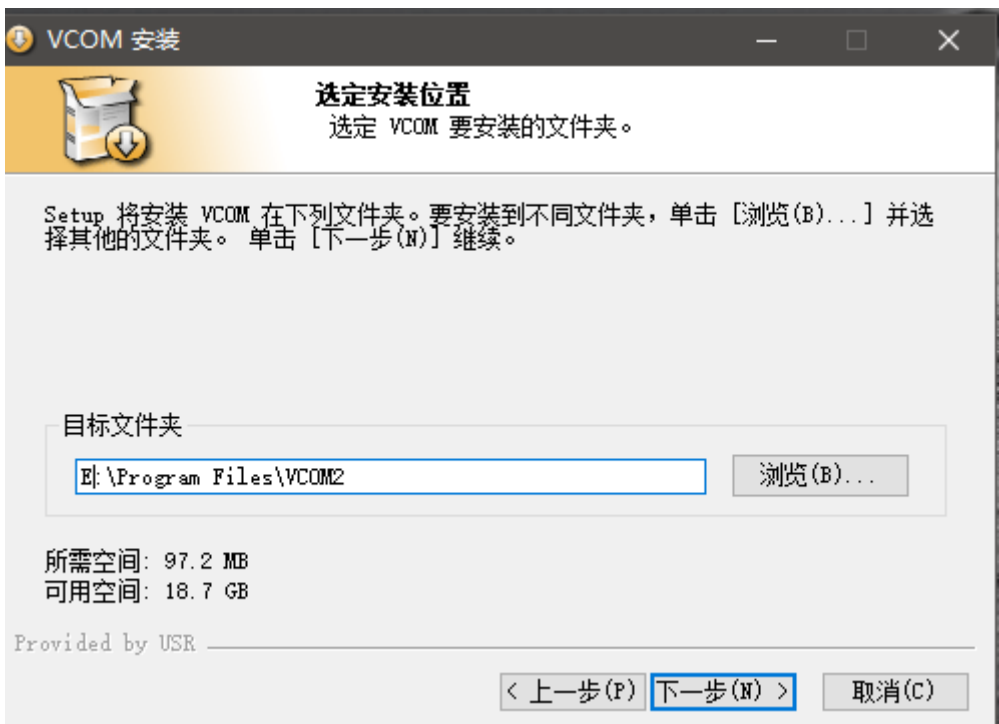 VCOM 安装
选定安装位置
选定 VCOM 要安装的文件夹。
Setup 将安装 VCOM 在下列文件夹。要安装到不同文件夹，单击 [浏览(B)...] 并选
择其他的文件夹。 单击 [下一步(N)] 继续。
目标文件夹
E:\Program Files\VCOM2
浏览(B)...
所需空间: 97.2 MB
可用空间: 18.7 GB
Provided by USR
< 上一步(P) 下一步(N) > 取消(C)